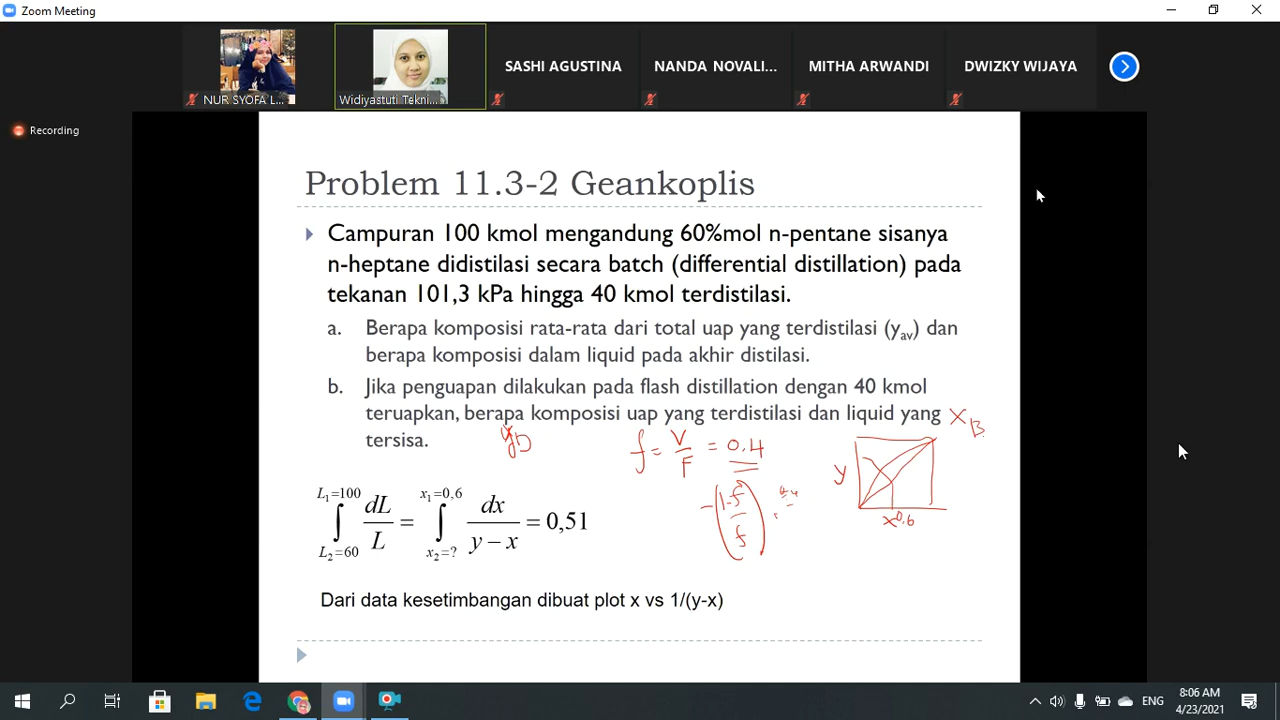 Zoom Meeting
NUR SYOFA L...
Widiyastuti Tekni...
SASHI AGUSTINA
NANDA NOVALI...
MITHA ARWANDI
DWIZKY WIJAYA
Recording
Problem 11.3-2 Geankoplis
Campuran 100 kmol mengandung 60%mol n-pentane sisanya
n-heptane didistilasi secara batch (differential distillation) pada
tekanan 101,3 kPa hingga 40 kmol terdistilasi.
a. Berapa komposisi rata-rata dari total uap yang terdistilasi (yav) dan
berapa komposisi dalam liquid pada akhir distilasi.
b. Jika penguapan dilakukan pada flash distillation dengan 40 kmol
teruapkan, berapa komposisi uap yang terdistilasi dan liquid yang
tersisa.
XB
yD
f = V/F = 0.4
y
x 0.6
-(1-f/f)
L1=100 x1=0,6
∫ dL/L = ∫ dx/(y − x) = 0,51
L2=60 x2=?
Dari data kesetimbangan dibuat plot x vs 1/(y-x)
ENG
8:06 AM
4/23/2021